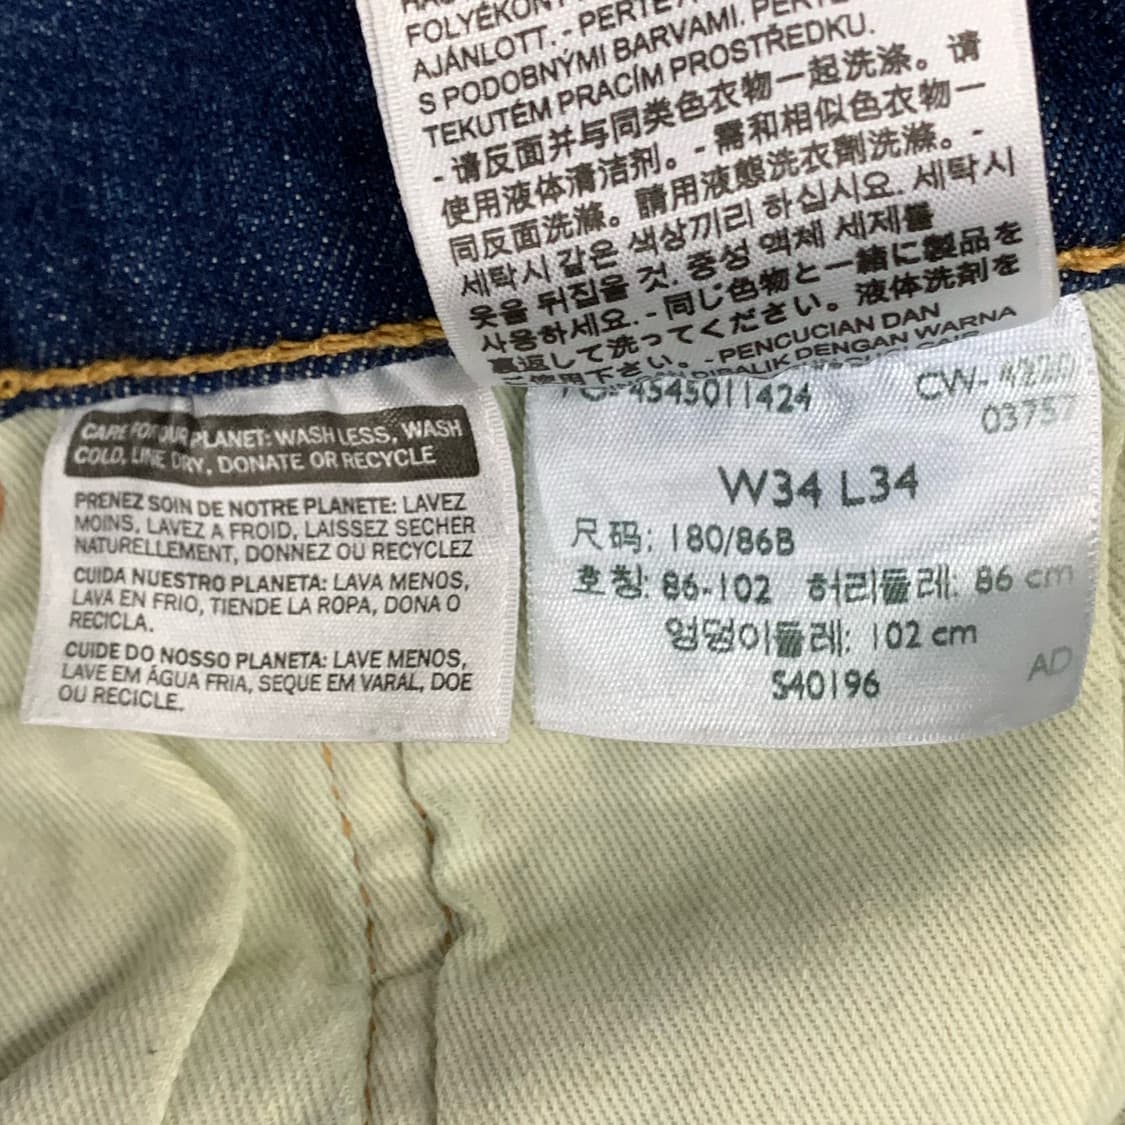 FOLYÉKONY
AJÁNLOTT. - PERTE
S PODOBNÝMI BARVAMI.
TEKUTÉM PRACÍM PROSTŘEDKU.
- 请反面并与同类色衣物一起洗涤。请
使用液体清洁剂。- 需和相似色衣物一
同反面洗滌。請用液態洗衣劑洗滌。-
세탁시 같은 색상끼리 하십시요. 세탁시
옷을 뒤집을 것. 중성 액체 세제를
사용하세요. - 同じ色物と一緒に製品を
裏返して洗ってください。液体洗剤を
ご使用下さい。- PENCUCIAN DAN
DIBALIK DENGAN WARNA
CARE FOR OUR PLANET: WASH LESS, WASH
COLD, LINE DRY, DONATE OR RECYCLE
PRENEZ SOIN DE NOTRE PLANETE: LAVEZ
MOINS, LAVEZ A FROID, LAISSEZ SECHER
NATURELLEMENT, DONNEZ OU RECYCLEZ
CUIDA NUESTRO PLANETA: LAVA MENOS,
LAVA EN FRIO, TIENDE LA ROPA, DONA O
RECICLA.
CUIDE DO NOSSO PLANETA: LAVE MENOS,
LAVE EM ÁGUA FRIA, SEQUE EM VARAL, DOE
OU RECICLE.
4545011424 CW- 4220
03757
W34 L34
尺码: 180/86B
호칭: 86-102 허리둘레: 86 cm
엉덩이둘레: 102 cm
S40196
AD